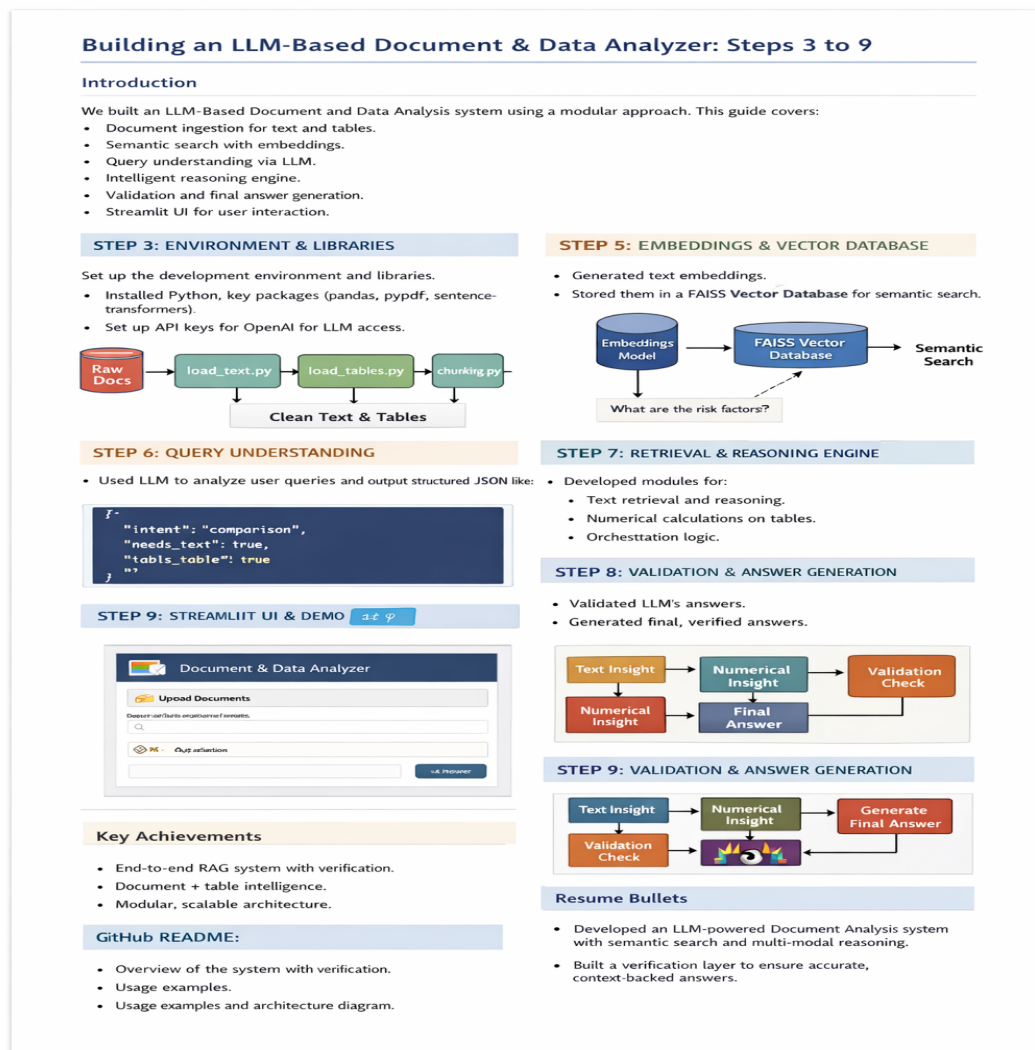 Building an LLM-Based Document & Data Analyzer: Steps 3 to 9
Introduction
We built an LLM-Based Document and Data Analysis system using a modular approach. This guide covers:
• Document ingestion for text and tables.
• Semantic search with embeddings.
• Query understanding via LLM.
• Intelligent reasoning engine.
• Validation and final answer generation.
• Streamlit UI for user interaction.
STEP 3: ENVIRONMENT & LIBRARIES
Set up the development environment and libraries.
• Installed Python, key packages (pandas, pypdf, sentence-
transformers).
• Set up API keys for OpenAI for LLM access.
Raw
Docs
load_text.py
load_tables.py
chunking.py
Clean Text & Tables
STEP 5: EMBEDDINGS & VECTOR DATABASE
• Generated text embeddings.
• Stored them in a FAISS Vector Database for semantic search.
Embeddings
Model
FAISS Vector
Database
Semantic
Search
What are the risk factors?
STEP 6: QUERY UNDERSTANDING
• Used LLM to analyze user queries and output structured JSON like:
"intent": "comparison",
"needs_text": true,
"tabls_table": true
}
STEP 7: RETRIEVAL & REASONING ENGINE
• Developed modules for:
• Text retrieval and reasoning.
• Numerical calculations on tables.
• Orchesttation logic.
STEP 8: VALIDATION & ANSWER GENERATION
• Validated LLM's answers.
• Generated final, verified answers.
Text Insight
Numerical
Insight
Validation
Check
Numerical
Insight
Final
Answer
STEP 9: STREAMLIIT UI & DEMO
Document & Data Analyzer
Upoad Documents
STEP 9: VALIDATION & ANSWER GENERATION
Text Insight
Numerical
Insight
Generate
Final Answer
Validation
Check
Key Achievements
• End-to-end RAG system with verification.
• Document + table intelligence.
• Modular, scalable architecture.
GitHub README:
• Overview of the system with verification.
• Usage examples.
• Usage examples and architecture diagram.
Resume Bullets
• Developed an LLM-powered Document Analysis system
with semantic search and multi-modal reasoning.
• Built a verification layer to ensure accurate,
context-backed answers.